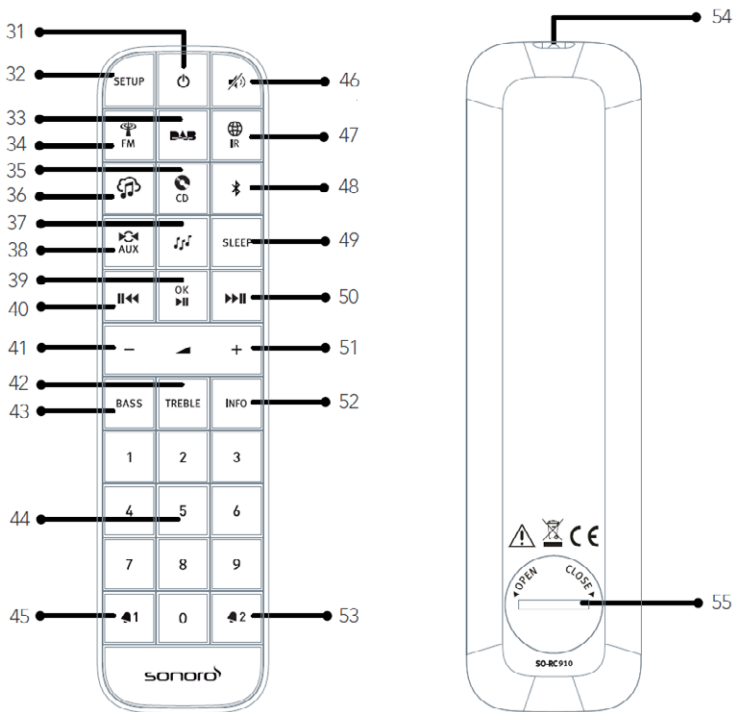 31
54
32
SETUP
46
33
34
FM
DAB
IR
47
35
36
CD
48
37
38
AUX
SLEEP
49
39
OK
40
50
41
−
+
51
42
43
BASS
TREBLE
INFO
52
1
2
3
44
4
5
6
7
8
9
CE
OPEN
CLOSE
45
1
0
2
53
55
SO-RC910
sonoro